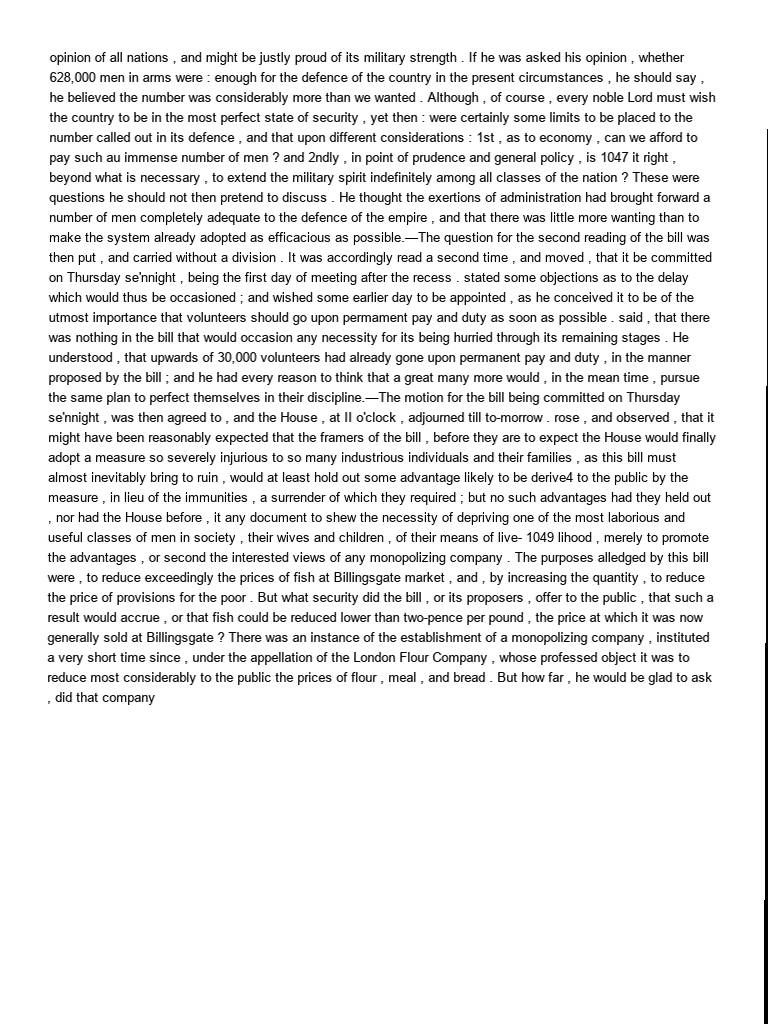 opinion of all nations , and might be justly proud of its military strength . If he was asked his opinion , whether
628,000 men in arms were : enough for the defence of the country in the present circumstances , he should say ,
he believed the number was considerably more than we wanted . Although , of course , every noble Lord must wish
the country to be in the most perfect state of security , yet then : were certainly some limits to be placed to the
number called out in its defence , and that upon different considerations : 1st , as to economy , can we afford to
pay such au immense number of men ? and 2ndly , in point of prudence and general policy , is 1047 it right ,
beyond what is necessary , to extend the military spirit indefinitely among all classes of the nation ? These were
questions he should not then pretend to discuss . He thought the exertions of administration had brought forward a
number of men completely adequate to the defence of the empire , and that there was little more wanting than to
make the system already adopted as efficacious as possible.—The question for the second reading of the bill was
then put , and carried without a division . It was accordingly read a second time , and moved , that it be committed
on Thursday se'nnight , being the first day of meeting after the recess . stated some objections as to the delay
which would thus be occasioned ; and wished some earlier day to be appointed , as he conceived it to be of the
utmost importance that volunteers should go upon permament pay and duty as soon as possible . said , that there
was nothing in the bill that would occasion any necessity for its being hurried through its remaining stages . He
understood , that upwards of 30,000 volunteers had already gone upon permanent pay and duty , in the manner
proposed by the bill ; and he had every reason to think that a great many more would , in the mean time , pursue
the same plan to perfect themselves in their discipline.—The motion for the bill being committed on Thursday
se'nnight , was then agreed to , and the House , at II o'clock , adjourned till to-morrow . rose , and observed , that it
might have been reasonably expected that the framers of the bill , before they are to expect the House would finally
adopt a measure so severely injurious to so many industrious individuals and their families , as this bill must
almost inevitably bring to ruin , would at least hold out some advantage likely to be derive4 to the public by the
measure , in lieu of the immunities , a surrender of which they required ; but no such advantages had they held out
, nor had the House before , it any document to shew the necessity of depriving one of the most laborious and
useful classes of men in society , their wives and children , of their means of live- 1049 lihood , merely to promote
the advantages , or second the interested views of any monopolizing company . The purposes alledged by this bill
were , to reduce exceedingly the prices of fish at Billingsgate market , and , by increasing the quantity , to reduce
the price of provisions for the poor . But what security did the bill , or its proposers , offer to the public , that such a
result would accrue , or that fish could be reduced lower than two-pence per pound , the price at which it was now
generally sold at Billingsgate ? There was an instance of the establishment of a monopolizing company , instituted
a very short time since , under the appellation of the London Flour Company , whose professed object it was to
reduce most considerably to the public the prices of flour , meal , and bread . But how far , he would be glad to ask
, did that company